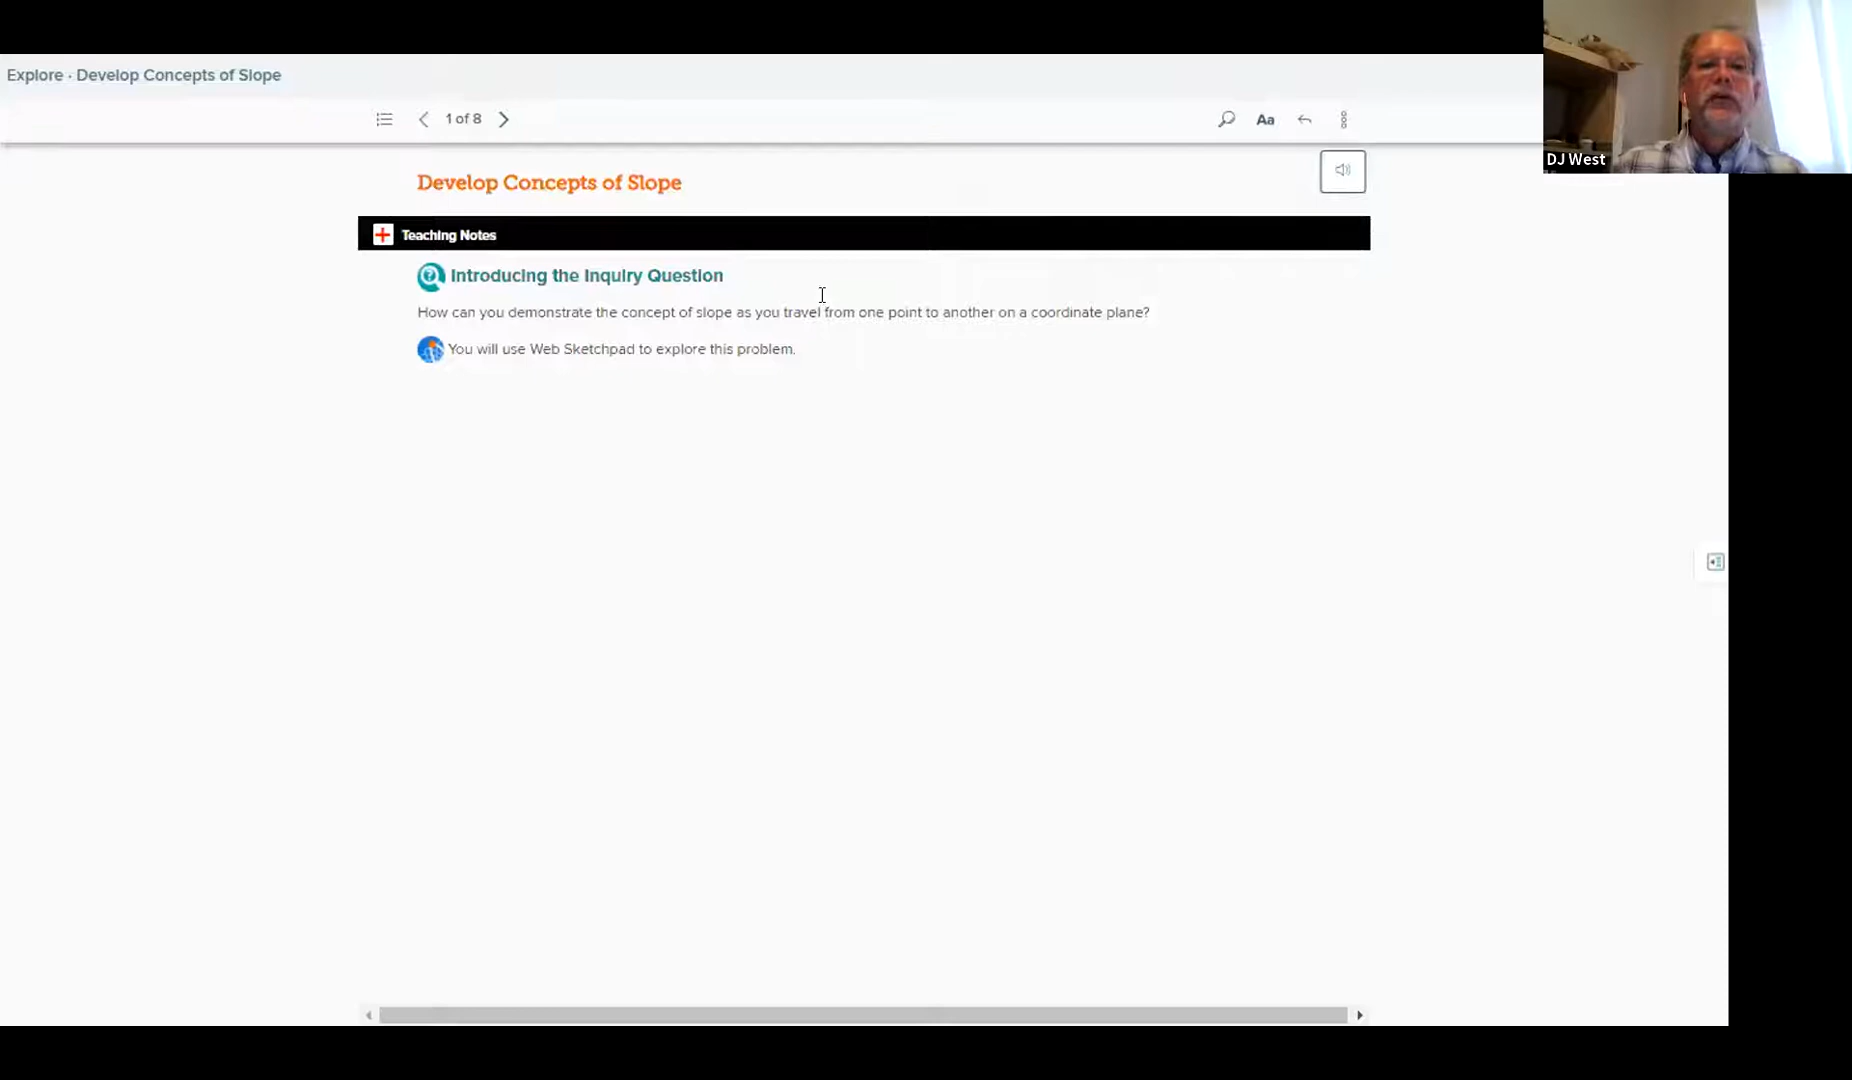 Explore · Develop Concepts of Slope
1 of 8
Aa
DJ West
Develop Concepts of Slope
Teaching Notes
Introducing the Inquiry Question
How can you demonstrate the concept of slope as you travel from one point to another on a coordinate plane?
You will use Web Sketchpad to explore this problem.